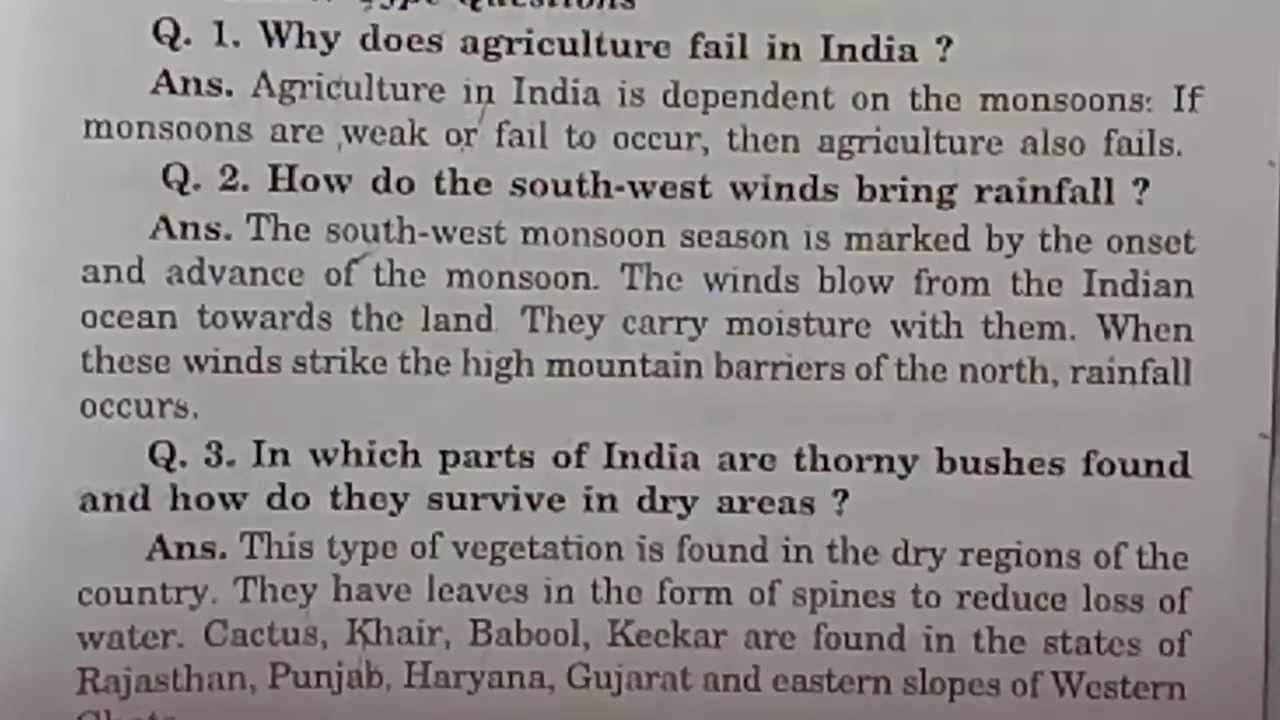 Type Questions
Q. 1. Why does agriculture fail in India ?
Ans. Agriculture in India is dependent on the monsoons: If
monsoons are weak or fail to occur, then agriculture also fails.
Q. 2. How do the south-west winds bring rainfall ?
Ans. The south-west monsoon season is marked by the onset
and advance of the monsoon. The winds blow from the Indian
ocean towards the land. They carry moisture with them. When
these winds strike the high mountain barriers of the north, rainfall
occurs.
Q. 3. In which parts of India are thorny bushes found
and how do they survive in dry areas ?
Ans. This type of vegetation is found in the dry regions of the
country. They have leaves in the form of spines to reduce loss of
water. Cactus, Khair, Babool, Keekar are found in the states of
Rajasthan, Punjab, Haryana, Gujarat and eastern slopes of Western